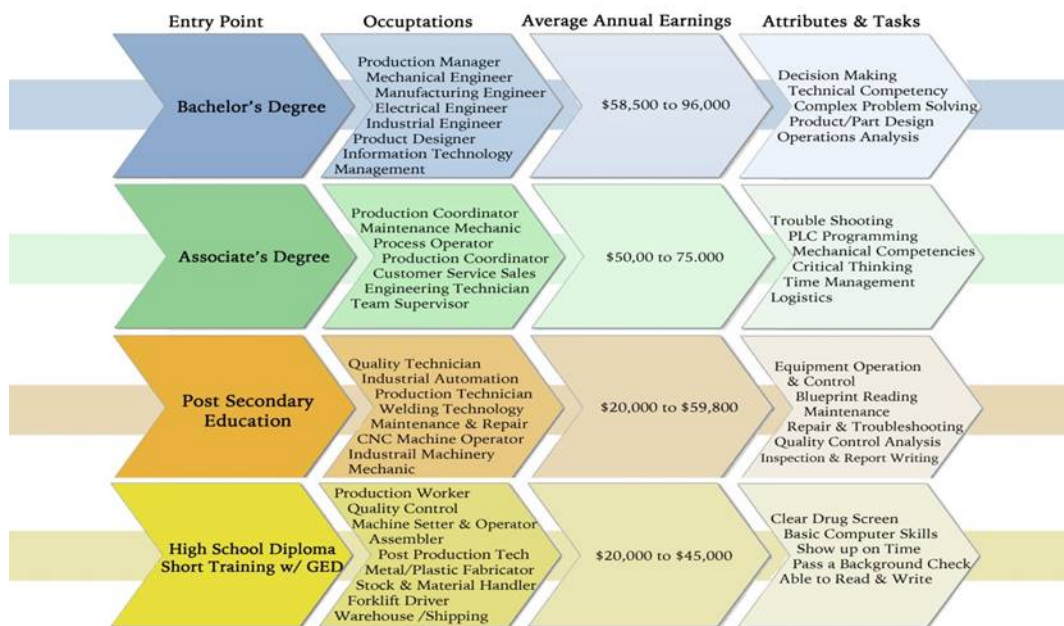 Entry Point
Occuptations
Average Annual Earnings
Attributes & Tasks
Bachelor's Degree
Production Manager
Mechanical Engineer
Manufacturing Engineer
Electrical Engineer
Industrial Engineer
Product Designer
Information Technology
Management
$58,500 to 96,000
Decision Making
Technical Competency
Complex Problem Solving
Product/Part Design
Operations Analysis
Associate's Degree
Production Coordinator
Maintenance Mechanic
Process Operator
Production Coordinator
Customer Service Sales
Engineering Technician
Team Supervisor
$50,00 to 75.000
Trouble Shooting
PLC Programming
Mechanical Competencies
Critical Thinking
Time Management
Logistics
Post Secondary
Education
Quality Technician
Industrial Automation
Production Technician
Welding Technology
Maintenance & Repair
CNC Machine Operator
Industrail Machinery
Mechanic
$20,000 to $59,800
Equipment Operation
& Control
Blueprint Reading
Maintenance
Repair & Troubleshooting
Quality Control Analysis
Inspection & Report Writing
High School Diploma
Short Training w/ GED
Production Worker
Quality Control
Machine Setter & Operator
Assembler
Post Production Tech
Metal/Plastic Fabricator
Stock & Material Handler
Forklift Driver
Warehouse /Shipping
$20,000 to $45,000
Clear Drug Screen
Basic Computer Skills
Show up on Time
Pass a Background Check
Able to Read & Write